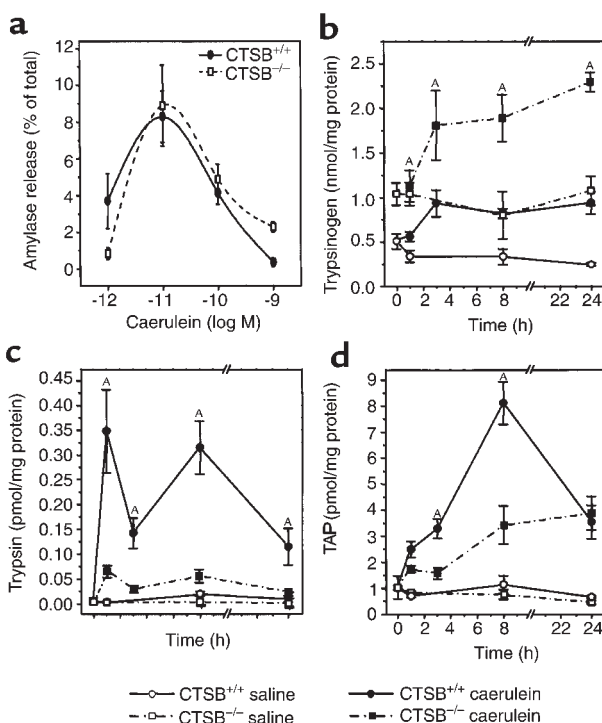 a
Amylase release (% of total)
12
10
8
6
4
2
0
CTSB+/+
CTSB−/−
-12 -11 -10 -9
Caerulein (log M)
b
Trypsinogen (nmol/mg protein)
2.5
2.0
1.5
1.0
0.5
0.0
A A A A
0 2 4 6 8 22 24
Time (h)
c
Trypsin (pmol/mg protein)
0.45
0.40
0.35
0.30
0.25
0.20
0.15
0.10
0.05
0.00
A A A A
Time (h)
d
TAP (pmol/mg protein)
9
8
7
6
5
4
3
2
1
0
A A
0 2 4 6 8 22 24
Time (h)
CTSB+/+ saline
CTSB−/− saline
CTSB+/+ caerulein
CTSB−/− caerulein